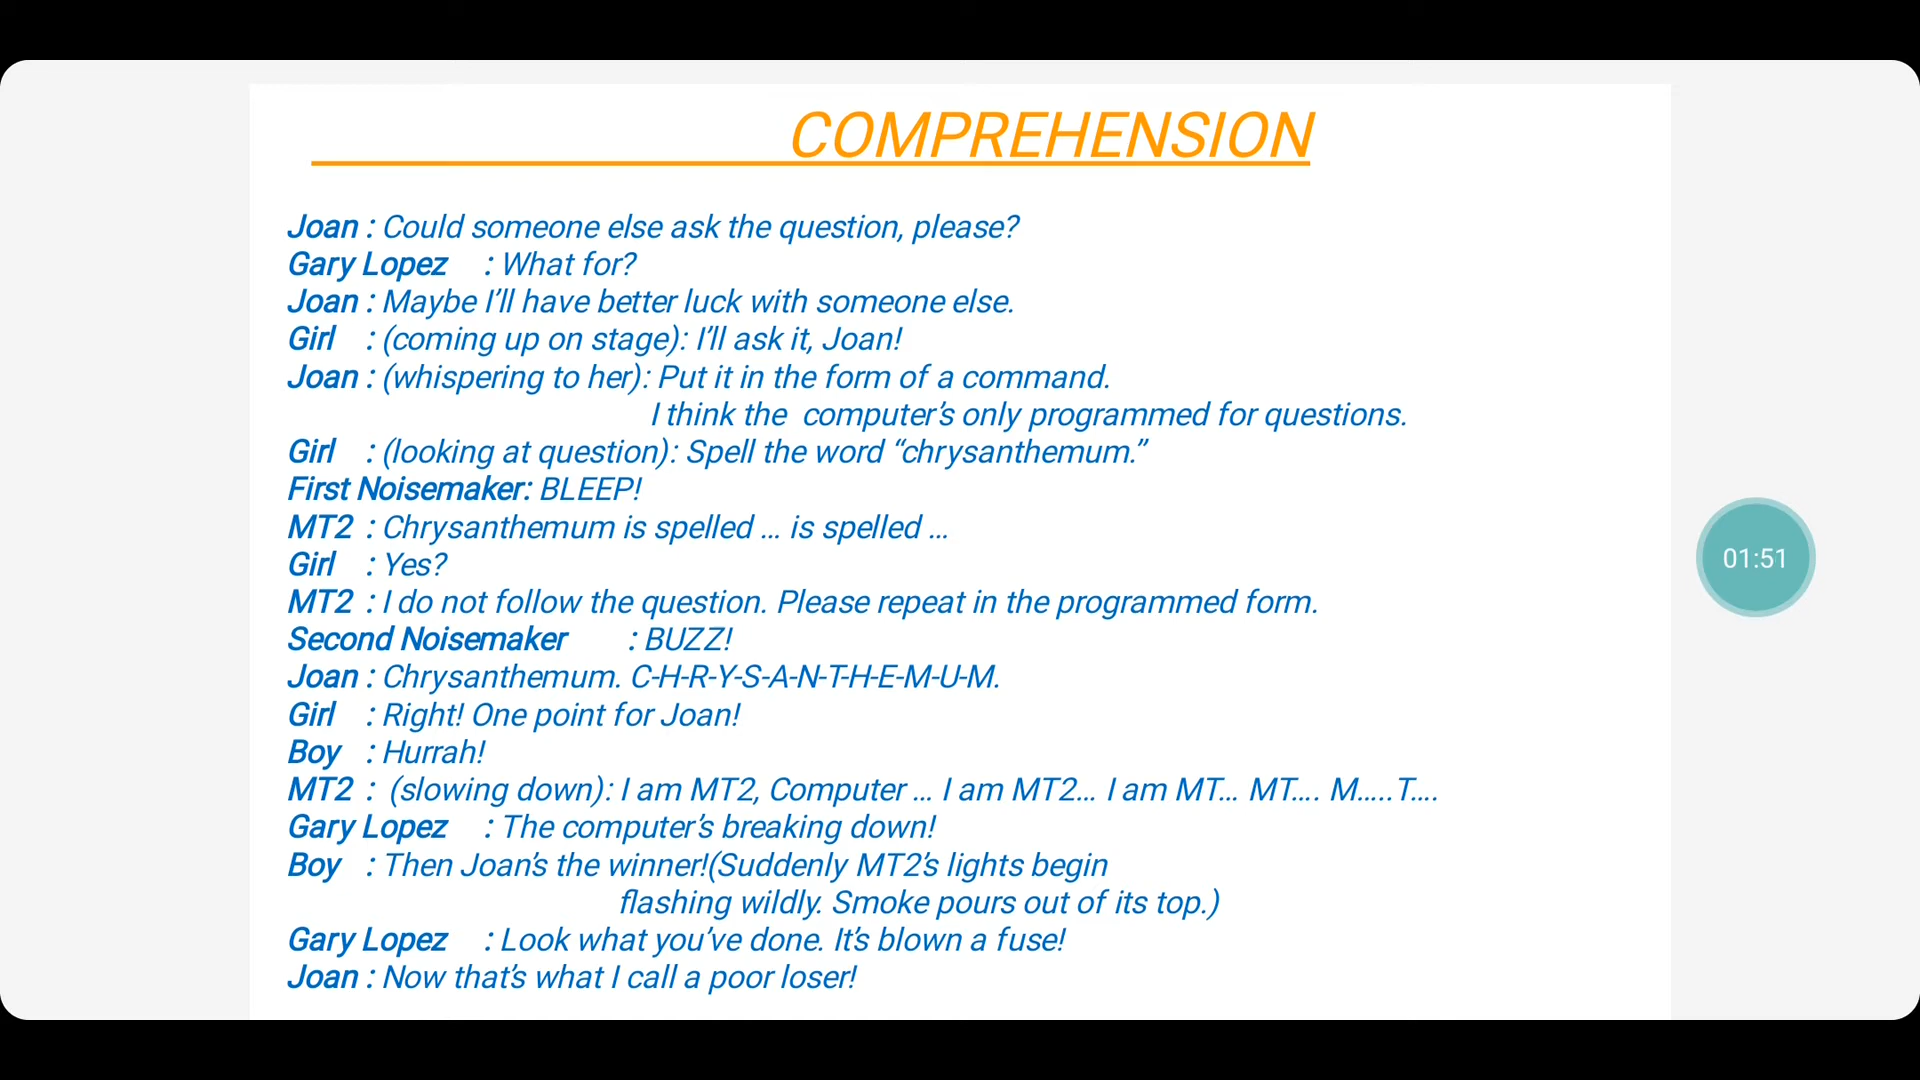 COMPREHENSION
Joan : Could someone else ask the question, please?
Gary Lopez : What for?
Joan : Maybe I’ll have better luck with someone else.
Girl : (coming up on stage): I’ll ask it, Joan!
Joan : (whispering to her): Put it in the form of a command.
I think the computer’s only programmed for questions.
Girl : (looking at question): Spell the word “chrysanthemum.”
First Noisemaker: BLEEP!
MT2 : Chrysanthemum is spelled ... is spelled ...
Girl : Yes?
MT2 : I do not follow the question. Please repeat in the programmed form.
Second Noisemaker : BUZZ!
Joan : Chrysanthemum. C-H-R-Y-S-A-N-T-H-E-M-U-M.
Girl : Right! One point for Joan!
Boy : Hurrah!
MT2 : (slowing down): I am MT2, Computer ... I am MT2... I am MT... MT.... M.....T....
Gary Lopez : The computer’s breaking down!
Boy : Then Joan’s the winner!(Suddenly MT2’s lights begin
flashing wildly. Smoke pours out of its top.)
Gary Lopez : Look what you’ve done. It’s blown a fuse!
Joan : Now that’s what I call a poor loser!
01:51